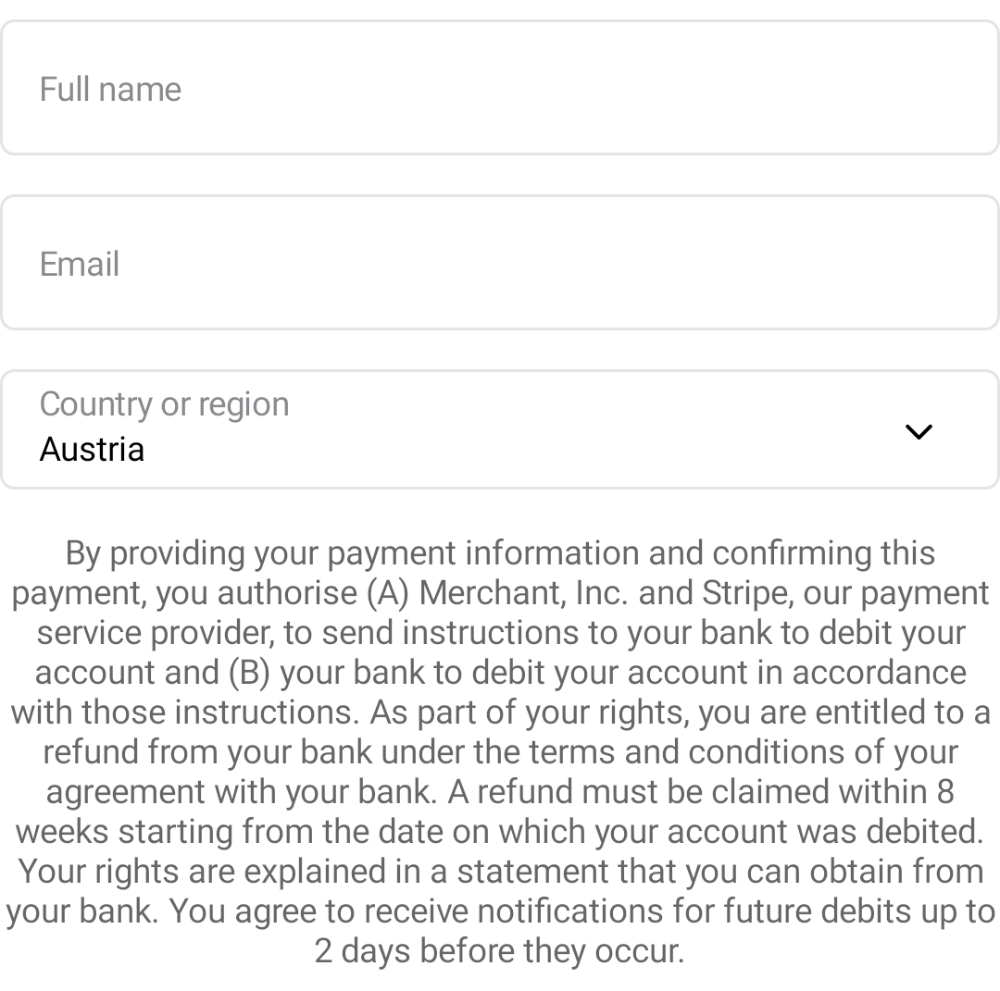 Full name
Email
Country or region
Austria
By providing your payment information and confirming this
payment, you authorise (A) Merchant, Inc. and Stripe, our payment
service provider, to send instructions to your bank to debit your
account and (B) your bank to debit your account in accordance
with those instructions. As part of your rights, you are entitled to a
refund from your bank under the terms and conditions of your
agreement with your bank. A refund must be claimed within 8
weeks starting from the date on which your account was debited.
Your rights are explained in a statement that you can obtain from
your bank. You agree to receive notifications for future debits up to
2 days before they occur.